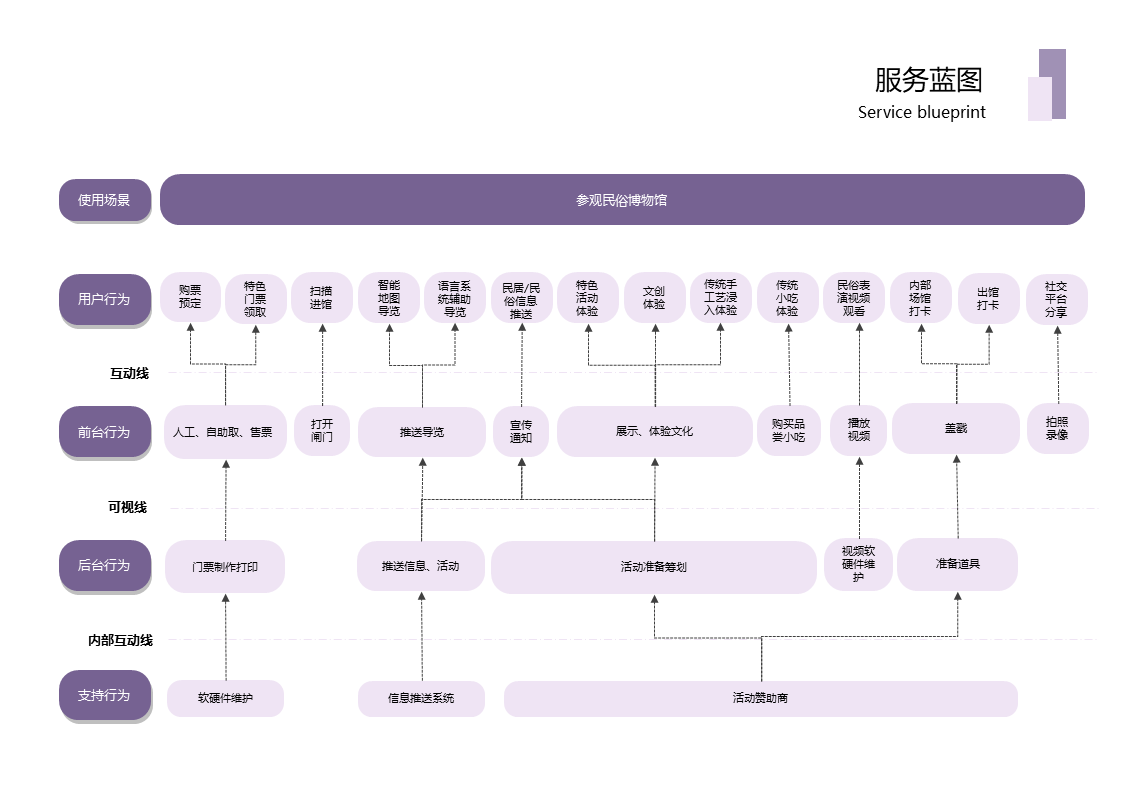 服务蓝图
Service blueprint
使用场景
参观民俗博物馆
用户行为
购票
预定
特色
门票
领取
扫描
进馆
智能
地图
导览
语言系
统辅助
导览
民居/民
俗信息
推送
特色
活动
体验
文创
体验
传统手
工艺浸
入体验
传统
小吃
体验
民俗表
演视频
观看
内部
场馆
打卡
出馆
打卡
社交
平台
分享
互动线
前台行为
人工、自助取、售票
打开
闸门
推送导览
宣传
通知
展示、体验文化
购买品
尝小吃
播放
视频
盖戳
拍照
录像
可视线
后台行为
门票制作打印
推送信息、活动
活动准备筹划
视频软
硬件维
护
准备道具
内部互动线
支持行为
软硬件维护
信息推送系统
活动赞助商